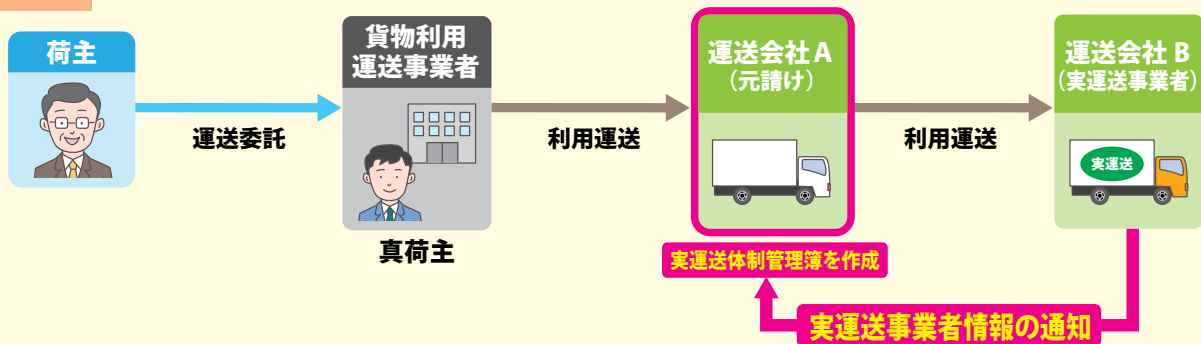 荷主
運送委託
貨物利用
運送事業者
真荷主
利用運送
運送会社A
（元請け）
実運送体制管理簿を作成
利用運送
運送会社B
（実運送事業者）
実運送
実運送事業者情報の通知